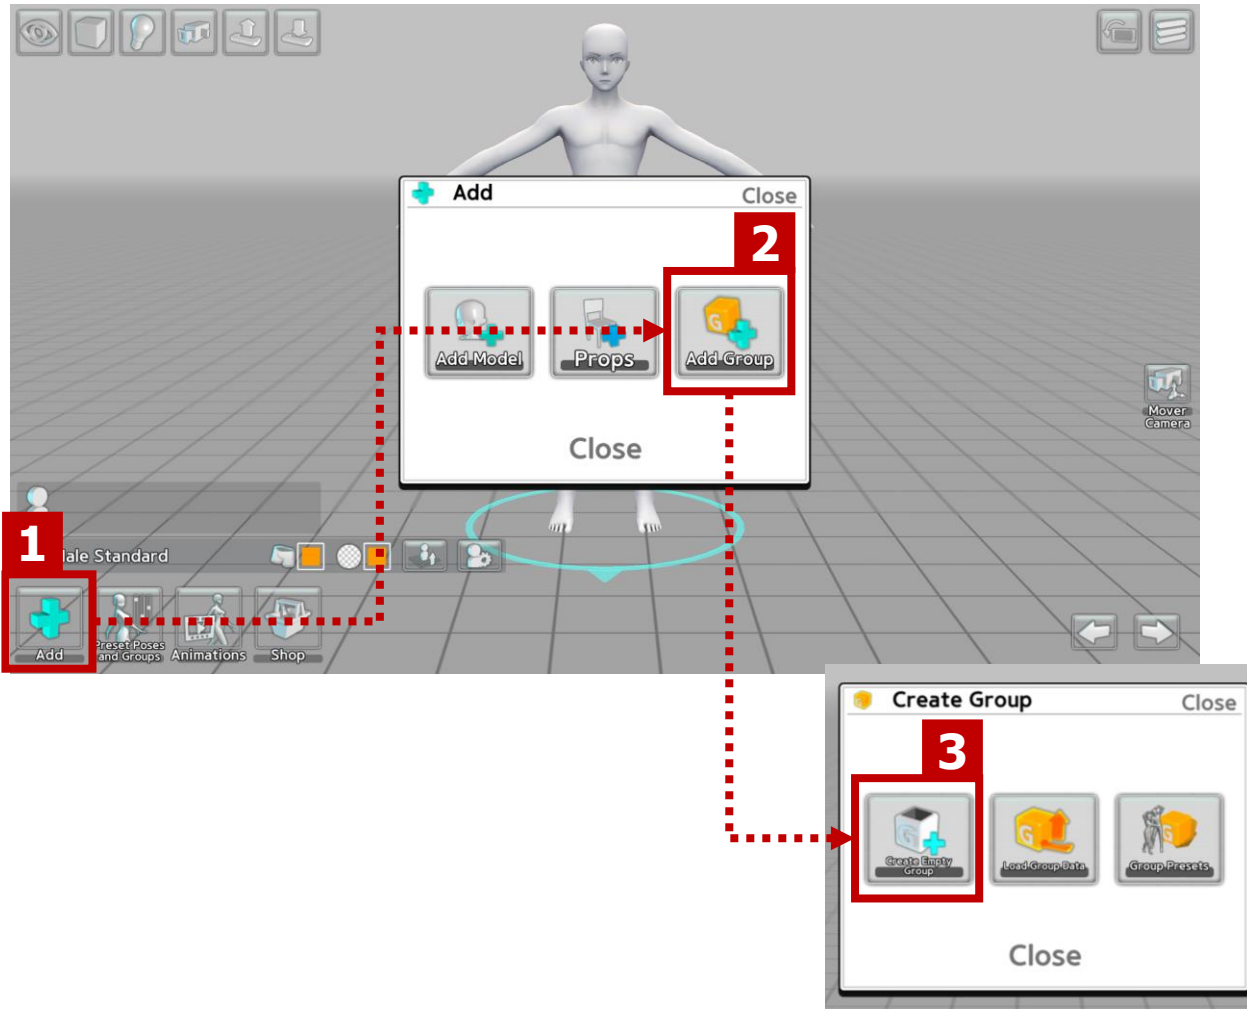 Add
Close
2
Add Model
Props
Add Group
Close
Mover
Camera
1
ale Standard
Add
Preset Poses
and Groups
Animations
Shop
Create Group
Close
3
G
Create Empty
Group
G
Load Group Data
G
Group Presets
Close